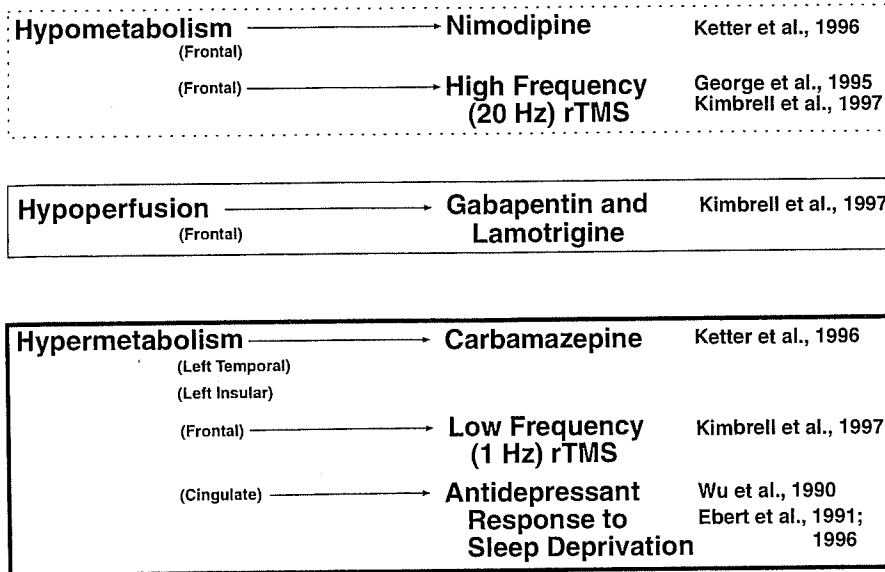 Hypometabolism → Nimodipine Ketter et al., 1996
(Frontal)
(Frontal) → High Frequency George et al., 1995
(20 Hz) rTMS Kimbrell et al., 1997
Hypoperfusion → Gabapentin and Kimbrell et al., 1997
(Frontal) Lamotrigine
Hypermetabolism → Carbamazepine Ketter et al., 1996
(Left Temporal)
(Left Insular)
(Frontal) → Low Frequency Kimbrell et al., 1997
(1 Hz) rTMS
(Cingulate) → Antidepressant Wu et al., 1990
Response to Ebert et al., 1991;
Sleep Deprivation 1996